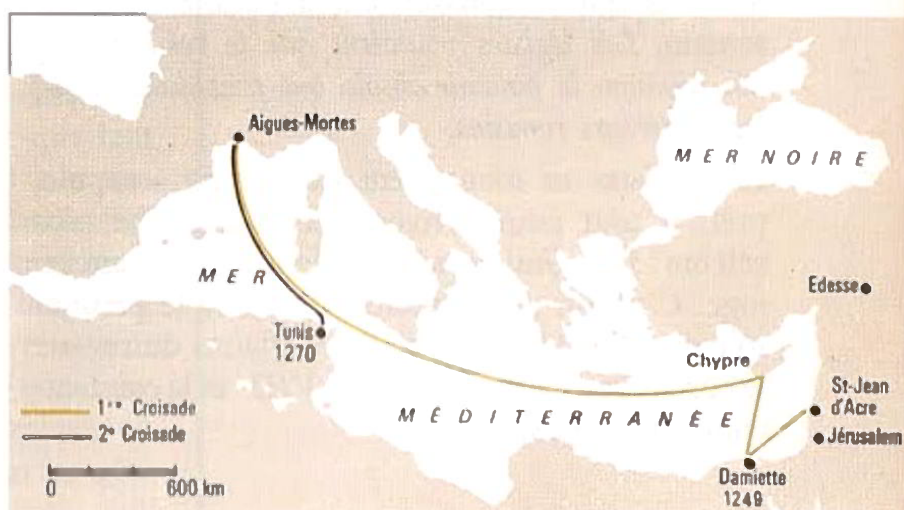 Aigues-Mortes
MER NOIRE
MER
Edesse
Tunis
1270
Chypre
St-Jean
d'Acre
MÉDITERRANÉE
Jérusalem
1re Croisade
2e Croisade
Damiette
1249
0 600 km